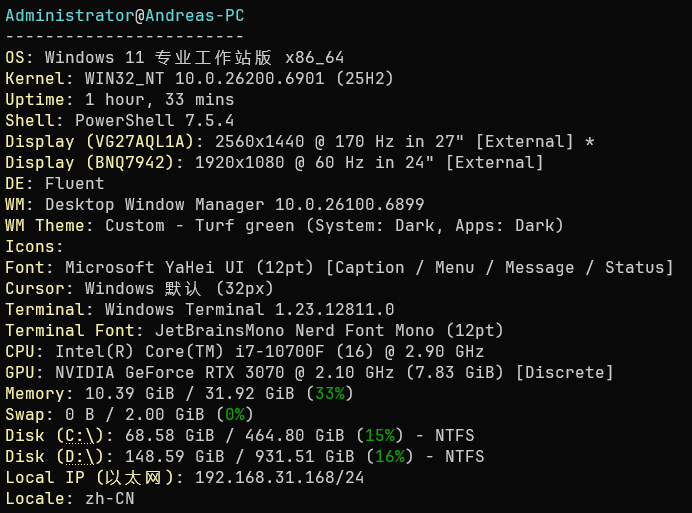 Administrator@Andreas-PC
------------------------
OS: Windows 11 专业工作站版 x86_64
Kernel: WIN32_NT 10.0.26200.6901 (25H2)
Uptime: 1 hour, 33 mins
Shell: PowerShell 7.5.4
Display (VG27AQL1A): 2560x1440 @ 170 Hz in 27" [External] *
Display (BNQ7942): 1920x1080 @ 60 Hz in 24" [External]
DE: Fluent
WM: Desktop Window Manager 10.0.26100.6899
WM Theme: Custom - Turf green (System: Dark, Apps: Dark)
Icons:
Font: Microsoft YaHei UI (12pt) [Caption / Menu / Message / Status]
Cursor: Windows 默认 (32px)
Terminal: Windows Terminal 1.23.12811.0
Terminal Font: JetBrainsMono Nerd Font Mono (12pt)
CPU: Intel(R) Core(TM) i7-10700F (16) @ 2.90 GHz
GPU: NVIDIA GeForce RTX 3070 @ 2.10 GHz (7.83 GiB) [Discrete]
Memory: 10.39 GiB / 31.92 GiB (33%)
Swap: 0 B / 2.00 GiB (0%)
Disk (C:\): 68.58 GiB / 464.80 GiB (15%) - NTFS
Disk (D:\): 148.59 GiB / 931.51 GiB (16%) - NTFS
Local IP (以太网): 192.168.31.168/24
Locale: zh-CN